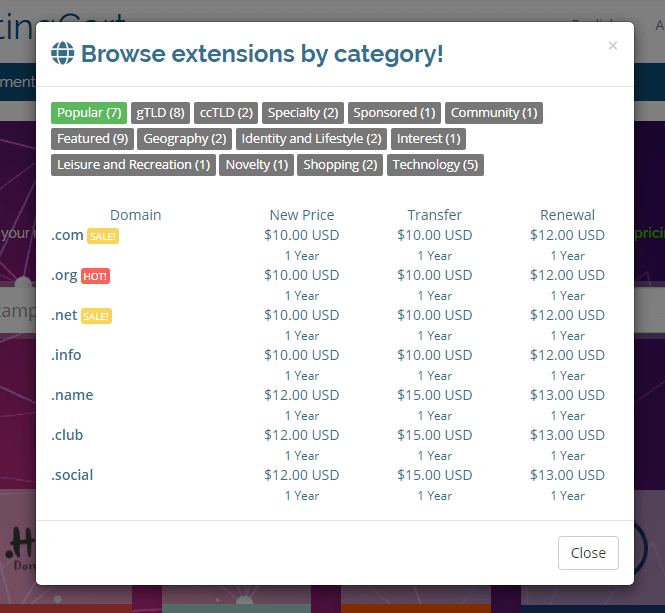 Browse extensions by category!
×
Popular (7) gTLD (8) ccTLD (2) Specialty (2) Sponsored (1) Community (1)
Featured (9) Geography (2) Identity and Lifestyle (2) Interest (1)
Leisure and Recreation (1) Novelty (1) Shopping (2) Technology (5)
Domain New Price Transfer Renewal
.com SALE! $10.00 USD $10.00 USD $12.00 USD
1 Year 1 Year 1 Year
.org HOT! $10.00 USD $10.00 USD $12.00 USD
1 Year 1 Year 1 Year
.net SALE! $10.00 USD $10.00 USD $12.00 USD
1 Year 1 Year 1 Year
.info $10.00 USD $10.00 USD $12.00 USD
1 Year 1 Year 1 Year
.name $12.00 USD $15.00 USD $13.00 USD
1 Year 1 Year 1 Year
.club $12.00 USD $15.00 USD $13.00 USD
1 Year 1 Year 1 Year
.social $12.00 USD $15.00 USD $13.00 USD
1 Year 1 Year 1 Year
Close
your